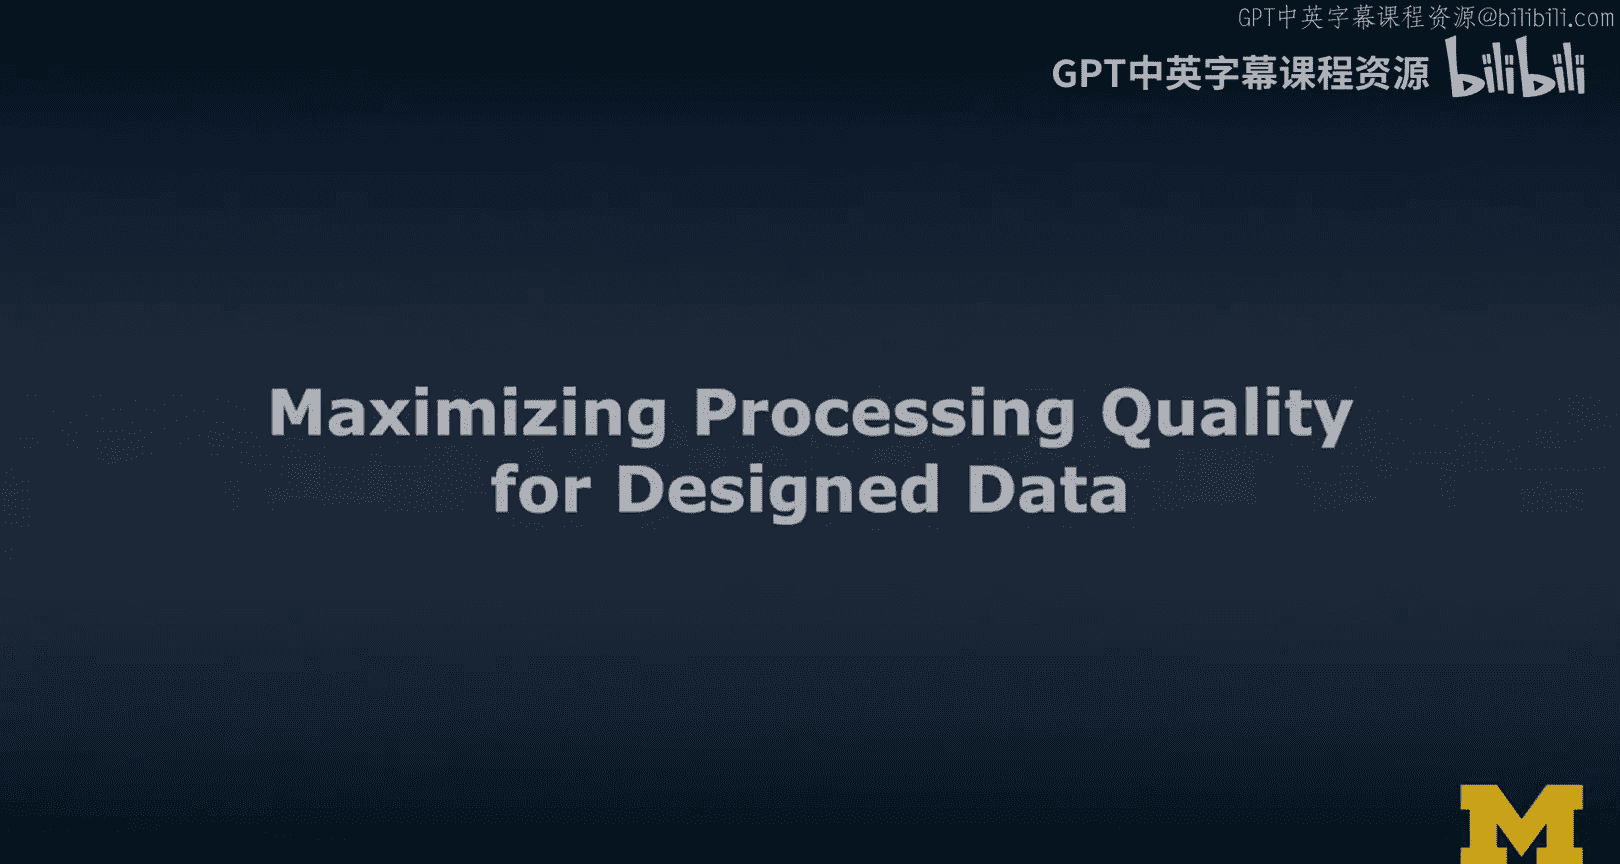 GPT中英字幕课程资源@bilibili.com
GPT中英字幕课程资源 bilibili
Maximizing Processing Quality
for Designed Data
M